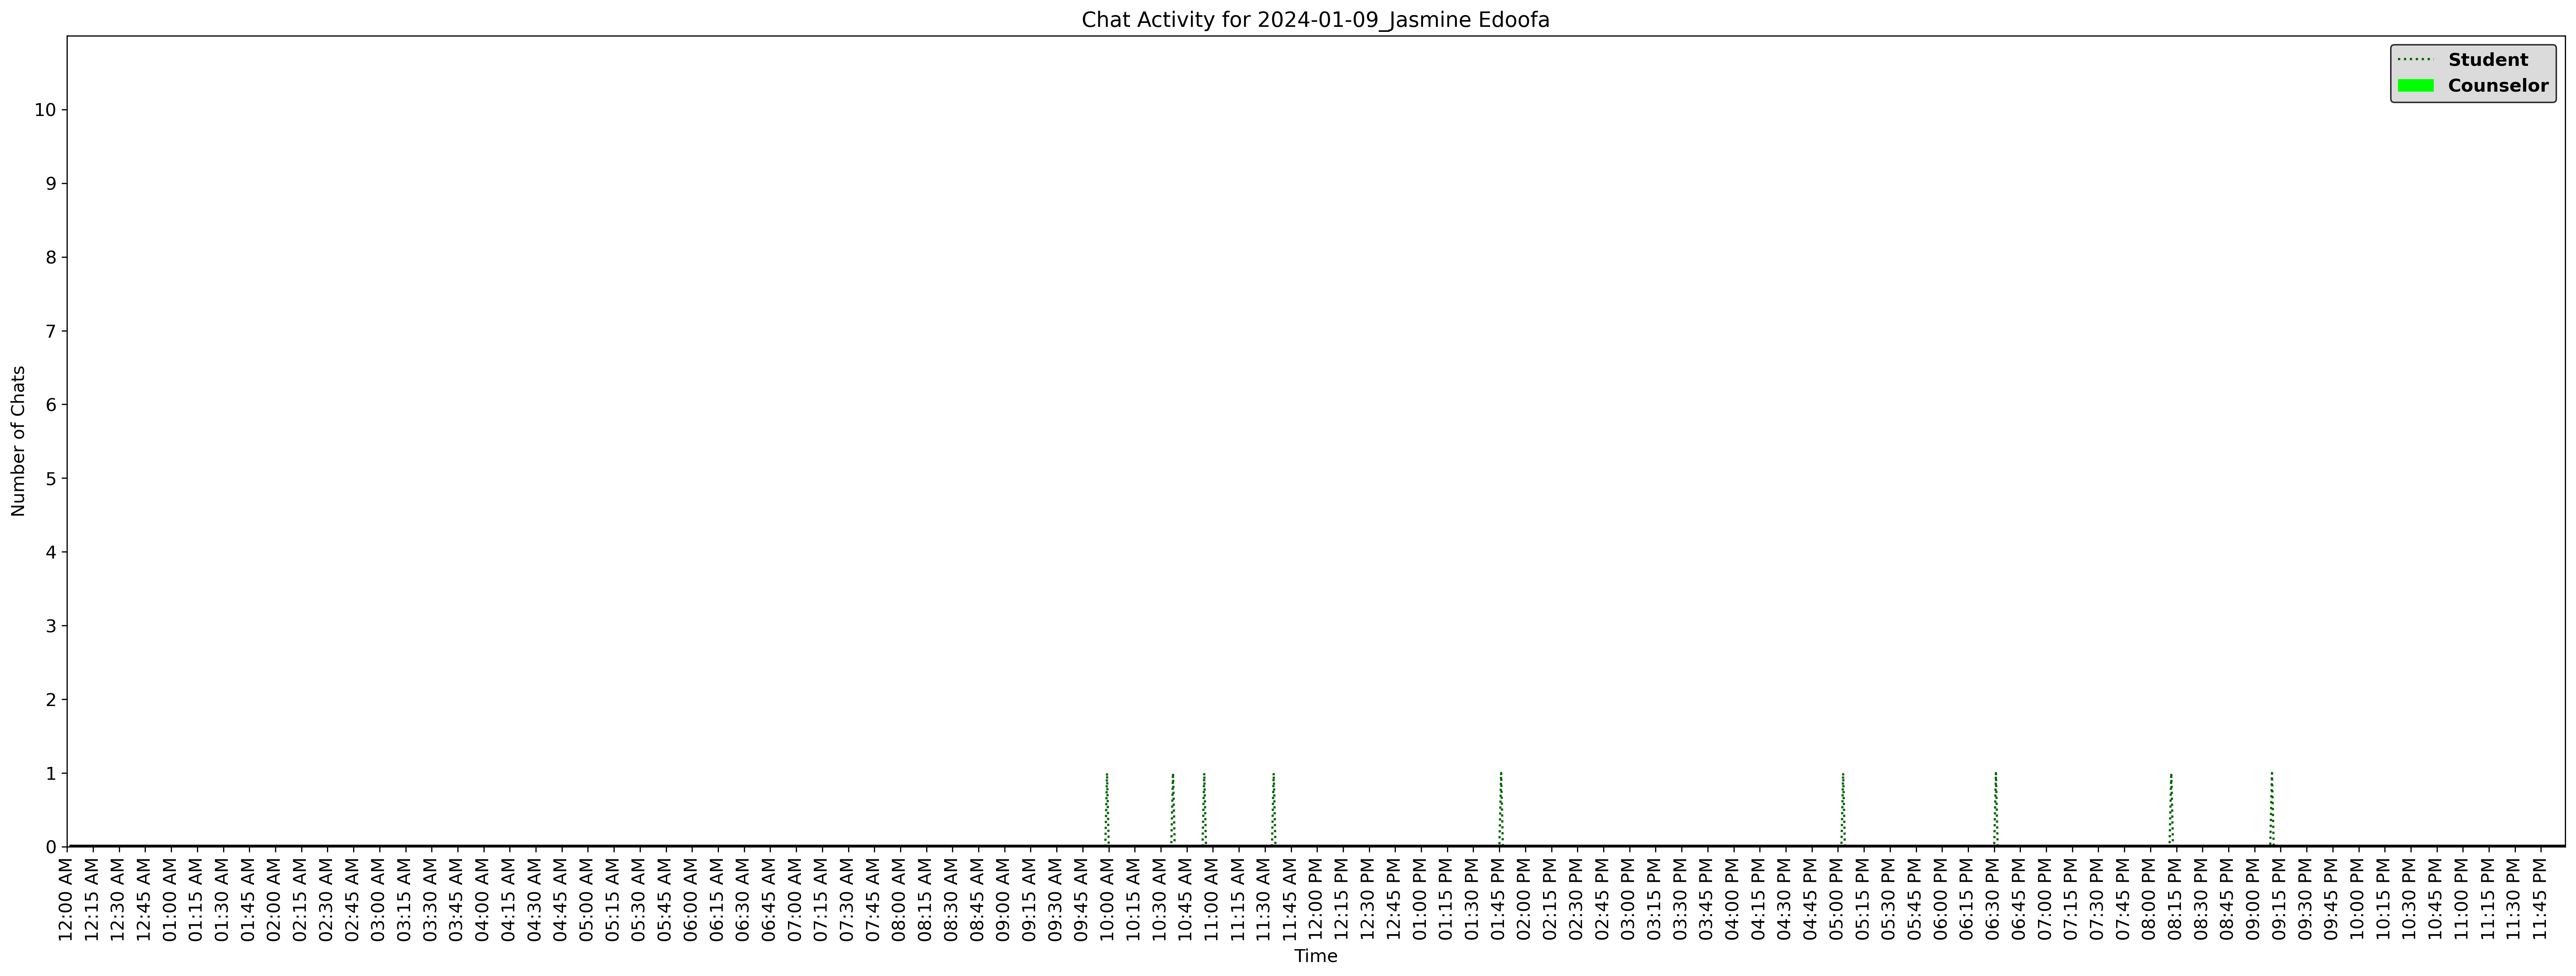 Chat Activity for 2024-01-09_Jasmine Edoofa
Student
Counselor
Number of Chats
10
9
8
7
6
5
4
3
2
1
0
12:00 AM
12:15 AM
12:30 AM
12:45 AM
01:00 AM
01:15 AM
01:30 AM
01:45 AM
02:00 AM
02:15 AM
02:30 AM
02:45 AM
03:00 AM
03:15 AM
03:30 AM
03:45 AM
04:00 AM
04:15 AM
04:30 AM
04:45 AM
05:00 AM
05:15 AM
05:30 AM
05:45 AM
06:00 AM
06:15 AM
06:30 AM
06:45 AM
07:00 AM
07:15 AM
07:30 AM
07:45 AM
08:00 AM
08:15 AM
08:30 AM
08:45 AM
09:00 AM
09:15 AM
09:30 AM
09:45 AM
10:00 AM
10:15 AM
10:30 AM
10:45 AM
11:00 AM
11:15 AM
11:30 AM
11:45 AM
12:00 PM
12:15 PM
12:30 PM
12:45 PM
01:00 PM
01:15 PM
01:30 PM
01:45 PM
02:00 PM
02:15 PM
02:30 PM
02:45 PM
03:00 PM
03:15 PM
03:30 PM
03:45 PM
04:00 PM
04:15 PM
04:30 PM
04:45 PM
05:00 PM
05:15 PM
05:30 PM
05:45 PM
06:00 PM
06:15 PM
06:30 PM
06:45 PM
07:00 PM
07:15 PM
07:30 PM
07:45 PM
08:00 PM
08:15 PM
08:30 PM
08:45 PM
09:00 PM
09:15 PM
09:30 PM
09:45 PM
10:00 PM
10:15 PM
10:30 PM
10:45 PM
11:00 PM
11:15 PM
11:30 PM
11:45 PM
Time